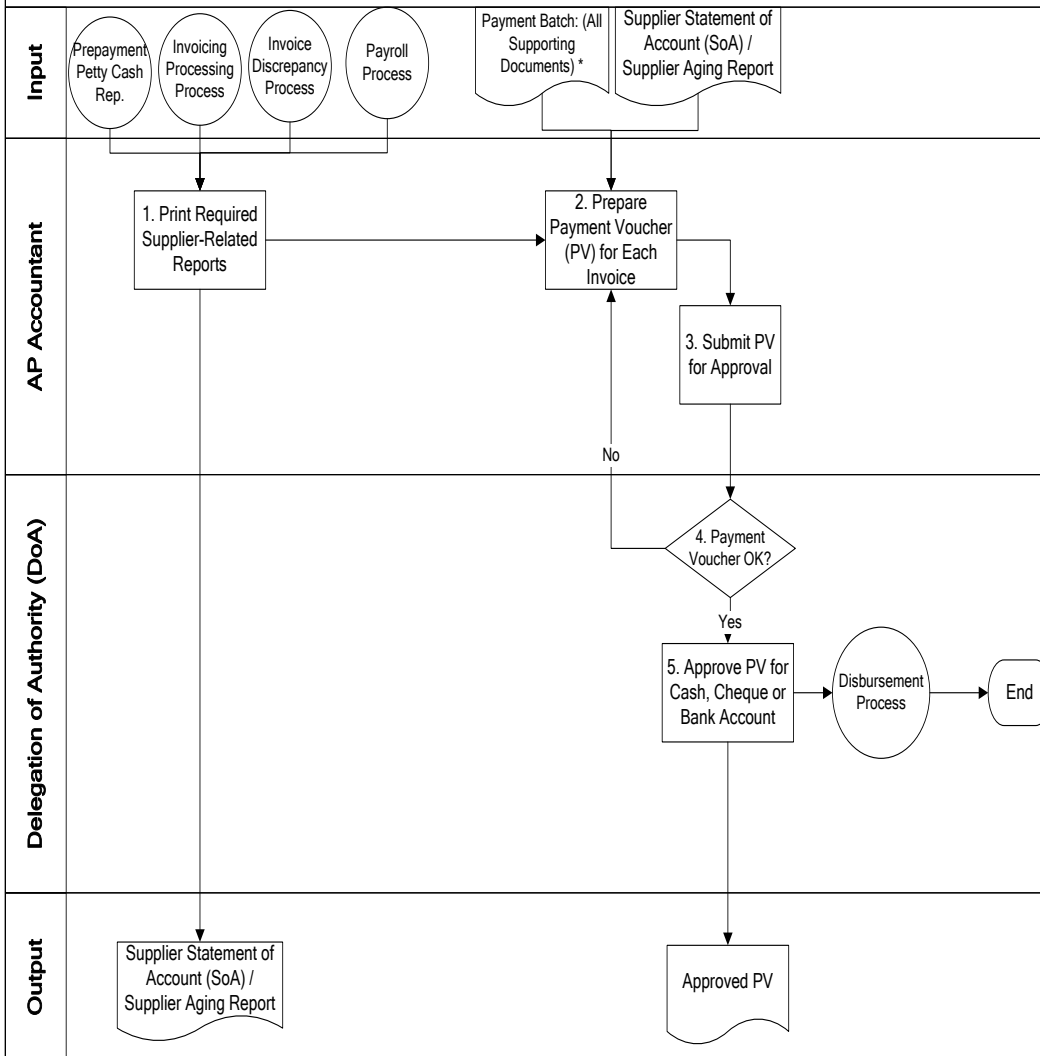 Input
Prepayment
Petty Cash
Rep.
Invoicing
Processing
Process
Invoice
Discrepancy
Process
Payroll
Process
Payment Batch: (All
Supporting
Documents) *
Supplier Statement of
Account (SoA) /
Supplier Aging Report
AP Accountant
1. Print Required
Supplier-Related
Reports
2. Prepare
Payment Voucher
(PV) for Each
Invoice
3. Submit PV
for Approval
No
Delegation of Authority (DoA)
4. Payment
Voucher OK?
Yes
5. Approve PV for
Cash, Cheque or
Bank Account
Disbursement
Process
End
Output
Supplier Statement of
Account (SoA) /
Supplier Aging Report
Approved PV